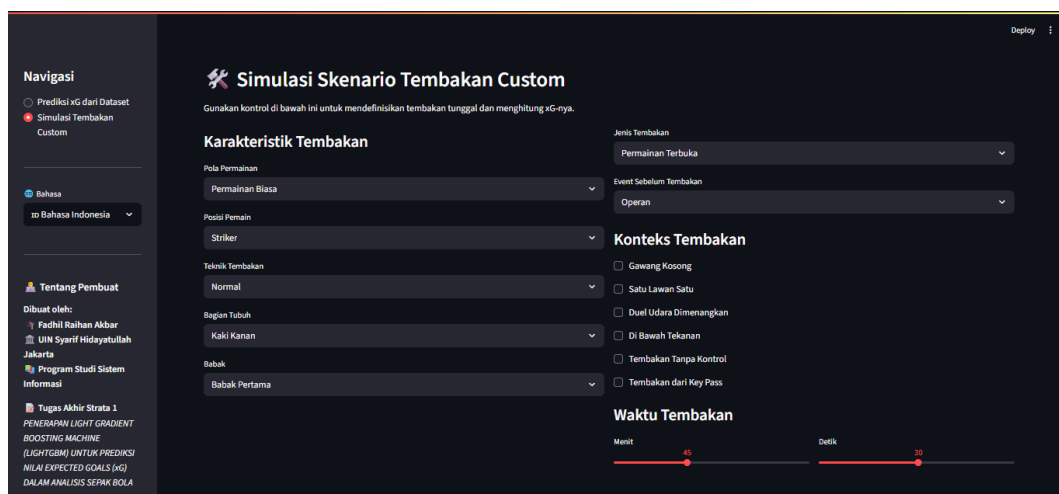 Deploy
Navigasi
Prediksi xG dari Dataset
Simulasi Tembakan
Custom
Bahasa
ID Bahasa Indonesia
Tentang Pembuat
Dibuat oleh:
Fadhil Raihan Akbar
UIN Syarif Hidayatullah
Jakarta
Program Studi Sistem
Informasi
Tugas Akhir Strata 1
PENERAPAN LIGHT GRADIENT
BOOSTING MACHINE
(LIGHTGBM) UNTUK PREDIKSI
NILAI EXPECTED GOALS (xG)
DALAM ANALISIS SEPAK BOLA
Simulasi Skenario Tembakan Custom
Gunakan kontrol di bawah ini untuk mendefinisikan tembakan tunggal dan menghitung xG-nya.
Karakteristik Tembakan
Pola Permainan
Permainan Biasa
Posisi Pemain
Striker
Teknik Tembakan
Normal
Bagian Tubuh
Kaki Kanan
Babak
Babak Pertama
Jenis Tembakan
Permainan Terbuka
Event Sebelum Tembakan
Operan
Konteks Tembakan
Gawang Kosong
Satu Lawan Satu
Duel Udara Dimenangkan
Di Bawah Tekanan
Tembakan Tanpa Kontrol
Tembakan dari Key Pass
Waktu Tembakan
Menit
45
Detik
30